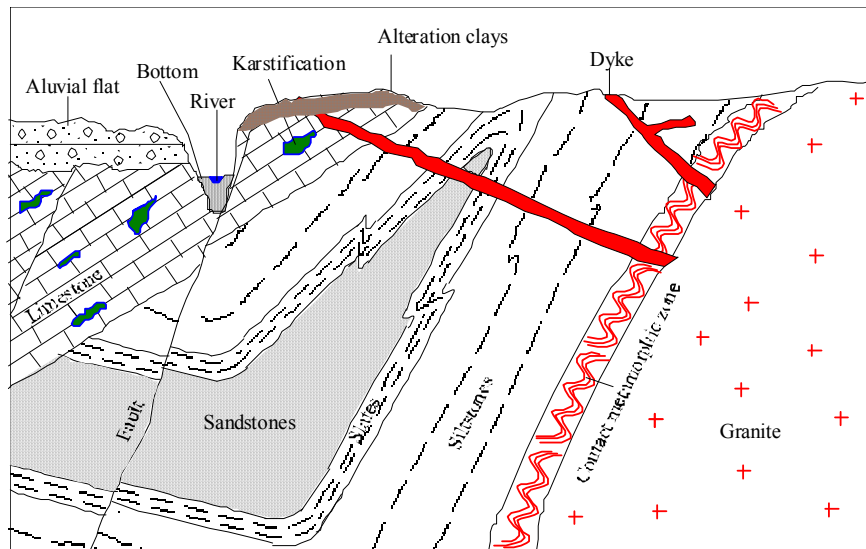 Alteration clays
Karstification
Dyke
Bottom
Aluvial flat
River
Limestone
Fault
Sandstones
Slates
Siltstones
Contact metamorphic zone
Granite